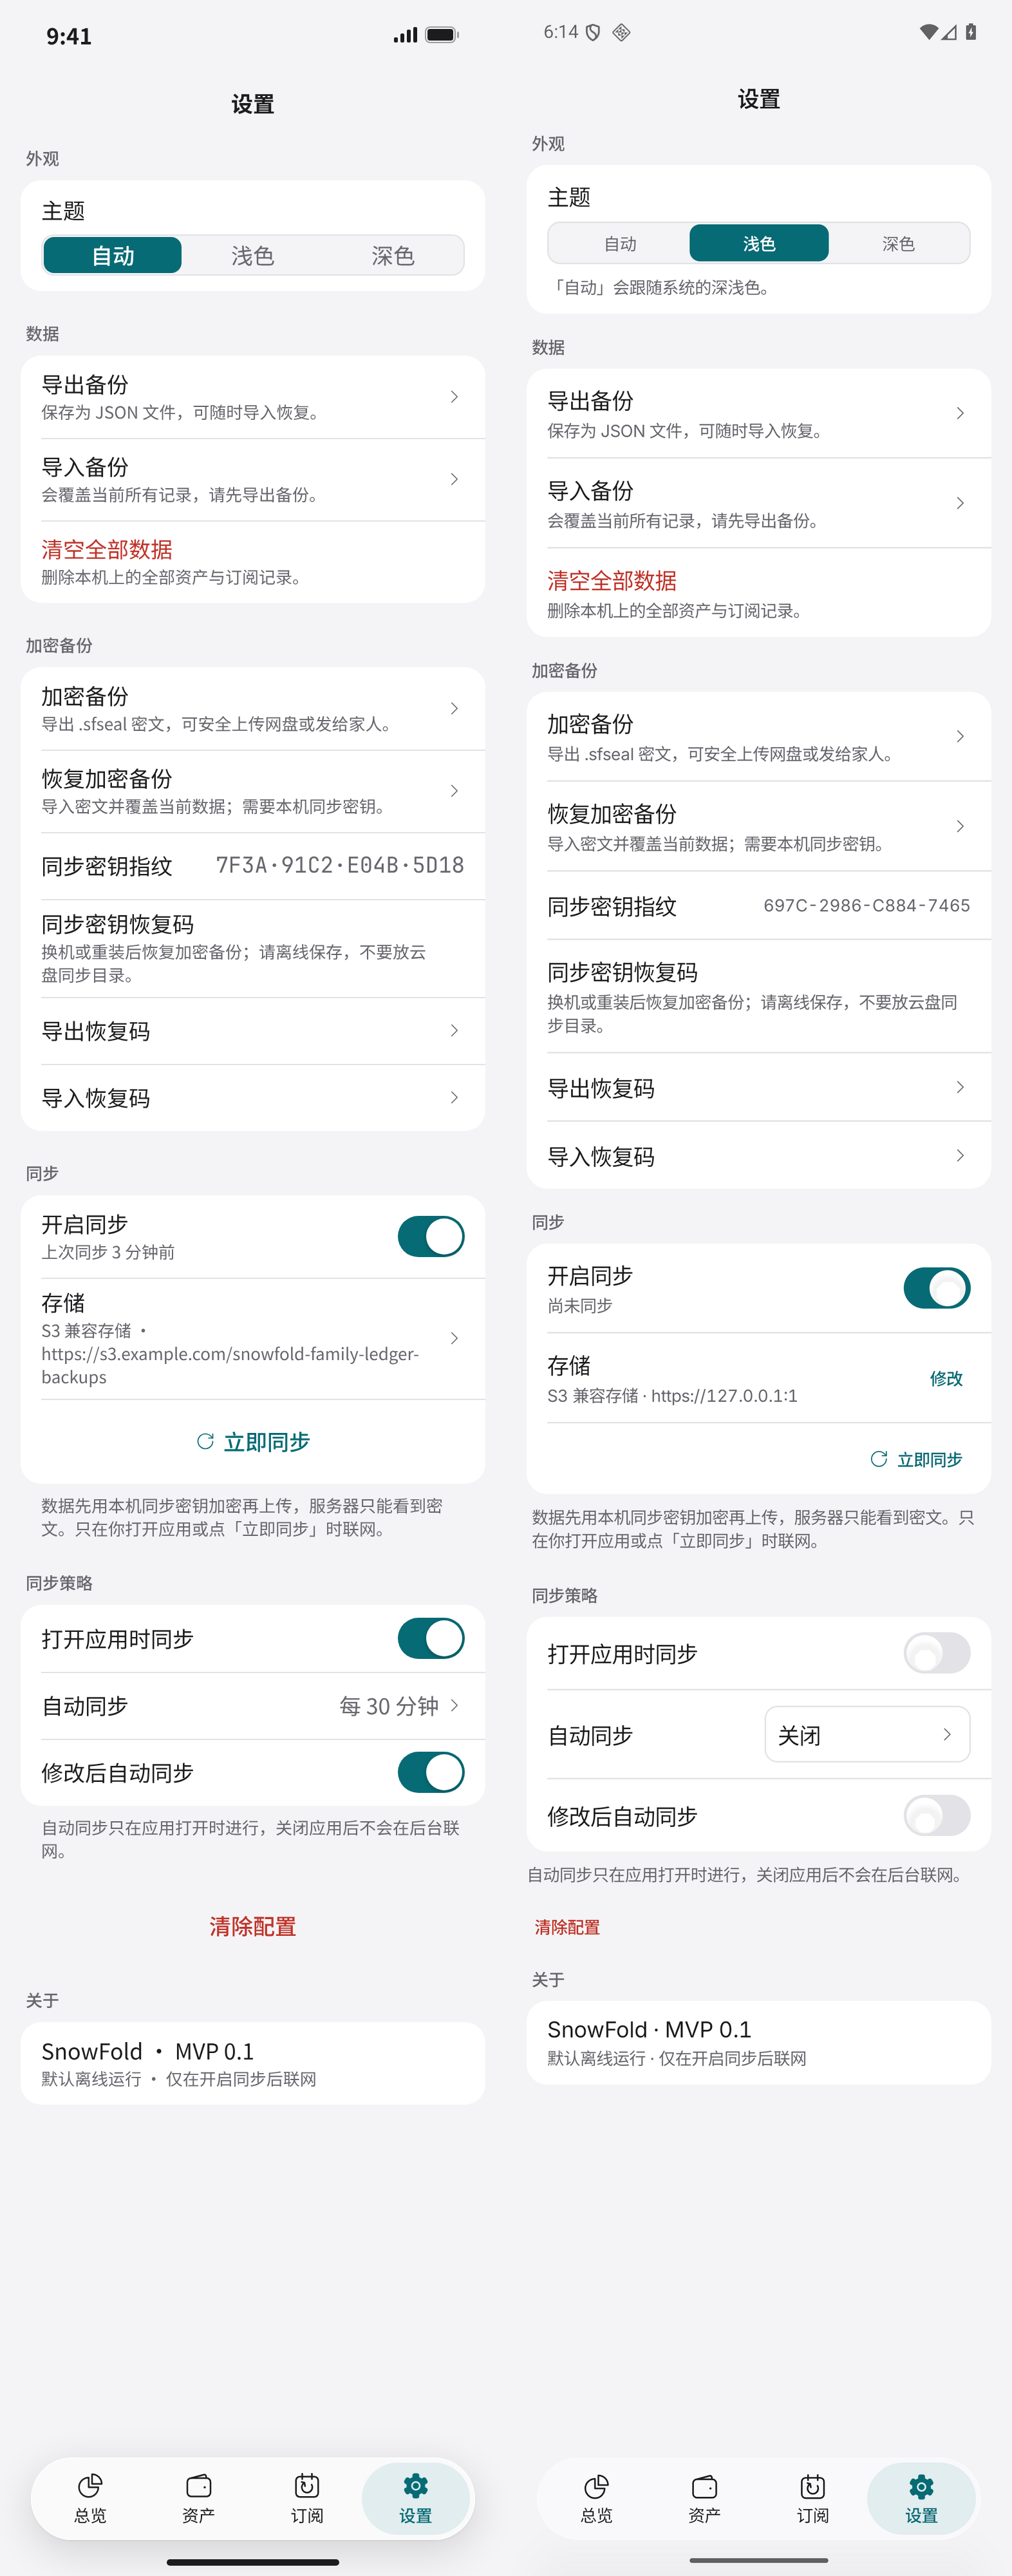 9:41
设置
外观
主题
自动
浅色
深色
数据
导出备份
保存为 JSON 文件，可随时导入恢复。
导入备份
会覆盖当前所有记录，请先导出备份。
清空全部数据
删除本机上的全部资产与订阅记录。
加密备份
加密备份
导出 .sfseal 密文，可安全上传网盘或发给家人。
恢复加密备份
导入密文并覆盖当前数据；需要本机同步密钥。
同步密钥指纹
7F3A·91C2·E04B·5D18
同步密钥恢复码
换机或重装后恢复加密备份；请离线保存，不要放云
盘同步目录。
导出恢复码
导入恢复码
同步
开启同步
上次同步 3 分钟前
存储
S3 兼容存储 ·
https://s3.example.com/snowfold-family-ledger-
backups
立即同步
数据先用本机同步密钥加密再上传，服务器只能看到密
文。只在你打开应用或点「立即同步」时联网。
同步策略
打开应用时同步
自动同步
每 30 分钟
修改后自动同步
自动同步只在应用打开时进行，关闭应用后不会在后台联
网。
清除配置
关于
SnowFold · MVP 0.1
默认离线运行 · 仅在开启同步后联网
总览
资产
订阅
设置
6:14
设置
外观
主题
自动
浅色
深色
「自动」会跟随系统的深浅色。
数据
导出备份
保存为 JSON 文件，可随时导入恢复。
导入备份
会覆盖当前所有记录，请先导出备份。
清空全部数据
删除本机上的全部资产与订阅记录。
加密备份
加密备份
导出 .sfseal 密文，可安全上传网盘或发给家人。
恢复加密备份
导入密文并覆盖当前数据；需要本机同步密钥。
同步密钥指纹
697C-2986-C884-7465
同步密钥恢复码
换机或重装后恢复加密备份；请离线保存，不要放云盘同
步目录。
导出恢复码
导入恢复码
同步
开启同步
尚未同步
存储
S3 兼容存储 · https://127.0.0.1:1
修改
立即同步
数据先用本机同步密钥加密再上传，服务器只能看到密文。只
在你打开应用或点「立即同步」时联网。
同步策略
打开应用时同步
自动同步
关闭
修改后自动同步
自动同步只在应用打开时进行，关闭应用后不会在后台联网。
清除配置
关于
SnowFold · MVP 0.1
默认离线运行 · 仅在开启同步后联网
总览
资产
订阅
设置